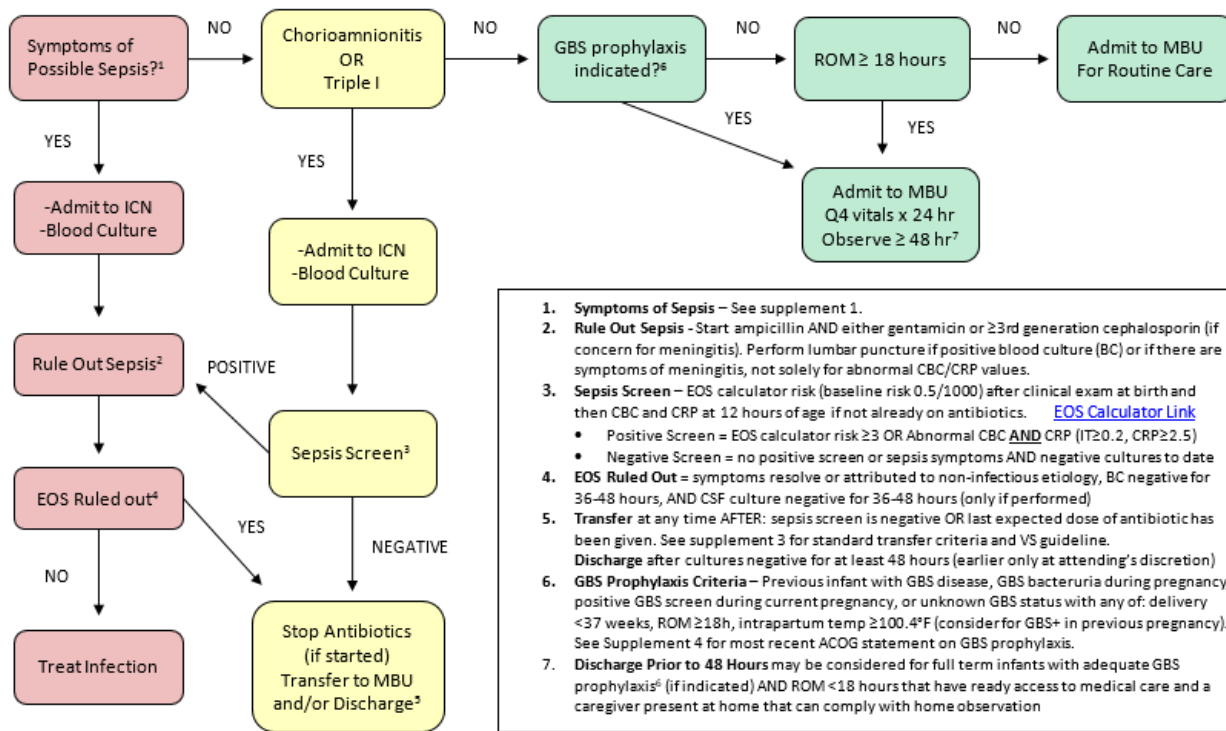 Symptoms of
Possible Sepsis?¹
NO
Chorioamnionitis
OR
Triple I
NO
GBS prophylaxis
indicated?⁶
NO
ROM ≥ 18 hours
NO
Admit to MBU
For Routine Care
YES
YES
YES
YES
-Admit to ICN
-Blood Culture
-Admit to ICN
-Blood Culture
Admit to MBU
Q4 vitals x 24 hr
Observe ≥ 48 hr⁷
Rule Out Sepsis²
POSITIVE
Sepsis Screen³
EOS Ruled out⁴
YES
NEGATIVE
NO
Treat Infection
Stop Antibiotics
(if started)
Transfer to MBU
and/or Discharge⁵
1. Symptoms of Sepsis – See supplement 1.
2. Rule Out Sepsis - Start ampicillin AND either gentamicin or ≥3rd generation cephalosporin (if
concern for meningitis). Perform lumbar puncture if positive blood culture (BC) or if there are
symptoms of meningitis, not solely for abnormal CBC/CRP values.
3. Sepsis Screen – EOS calculator risk (baseline risk 0.5/1000) after clinical exam at birth and
then CBC and CRP at 12 hours of age if not already on antibiotics. EOS Calculator Link
• Positive Screen = EOS calculator risk ≥3 OR Abnormal CBC AND CRP (IT≥0.2, CRP≥2.5)
• Negative Screen = no positive screen or sepsis symptoms AND negative cultures to date
4. EOS Ruled Out = symptoms resolve or attributed to non-infectious etiology, BC negative for
36-48 hours, AND CSF culture negative for 36-48 hours (only if performed)
5. Transfer at any time AFTER: sepsis screen is negative OR last expected dose of antibiotic has
been given. See supplement 3 for standard transfer criteria and VS guideline.
Discharge after cultures negative for at least 48 hours (earlier only at attending's discretion)
6. GBS Prophylaxis Criteria – Previous infant with GBS disease, GBS bacteruria during pregnancy
positive GBS screen during current pregnancy, or unknown GBS status with any of: delivery
<37 weeks, ROM ≥18h, intrapartum temp ≥100.4°F (consider for GBS+ in previous pregnancy).
See Supplement 4 for most recent ACOG statement on GBS prophylaxis.
7. Discharge Prior to 48 Hours may be considered for full term infants with adequate GBS
prophylaxis⁶ (if indicated) AND ROM <18 hours that have ready access to medical care and a
caregiver present at home that can comply with home observation